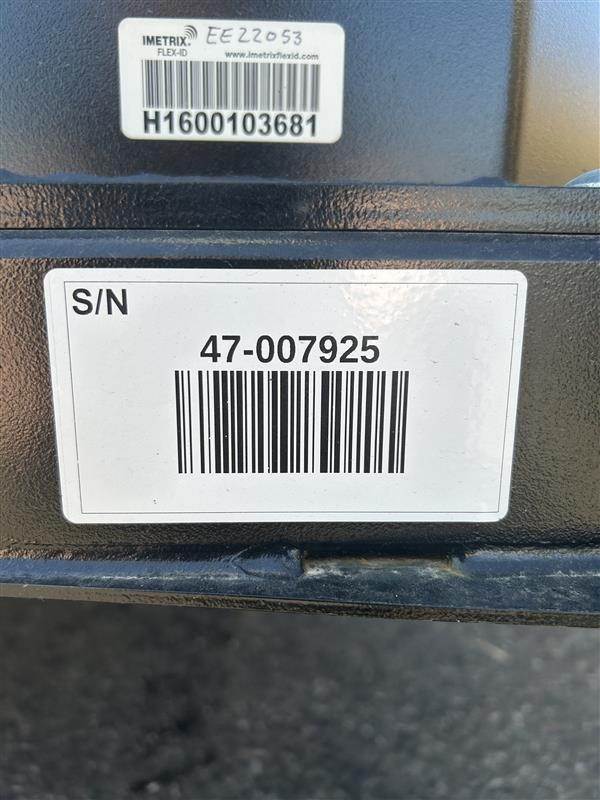 IMETRIX EE22053
FLEX-ID www.imetrixflexid.com
H1600103681
S/N
47-007925